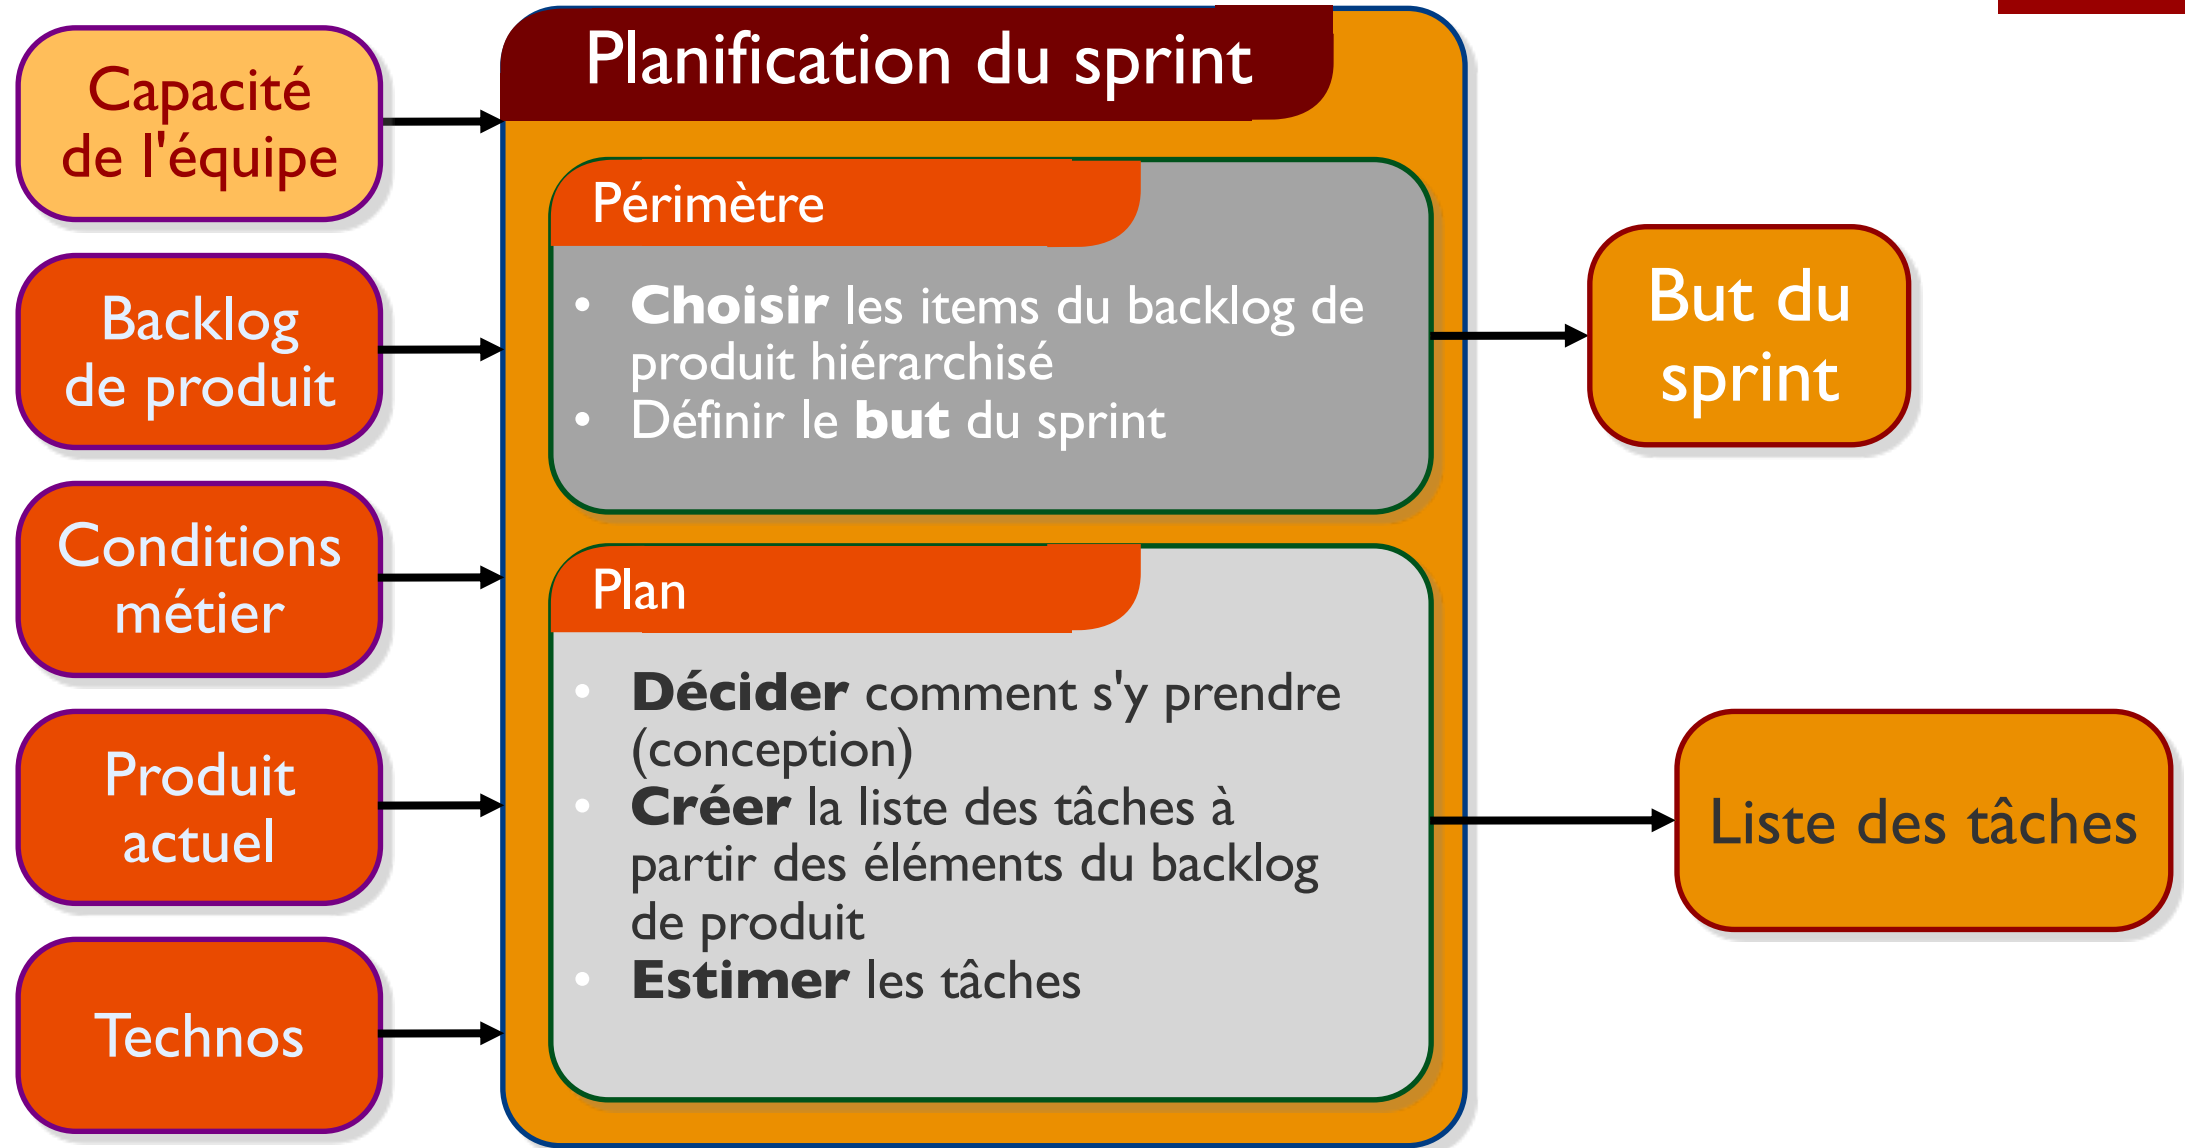 Capacité
de l'équipe
Backlog
de produit
Conditions
métier
Produit
actuel
Technos
Planification du sprint
Périmètre
• Choisir les items du backlog de
produit hiérarchisé
• Définir le but du sprint
Plan
• Décider comment s'y prendre
(conception)
• Créer la liste des tâches à
partir des éléments du backlog
de produit
• Estimer les tâches
But du
sprint
Liste des tâches